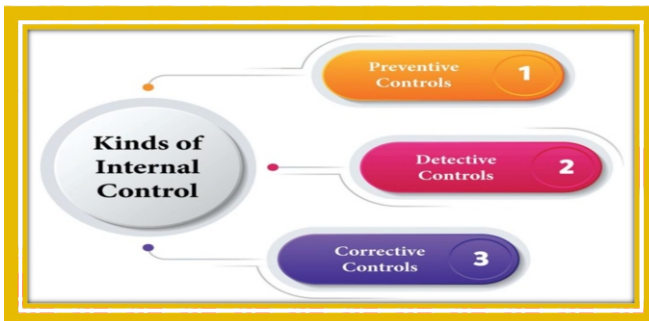 Kinds of
Internal
Control
Preventive
Controls
1
Detective
Controls
2
Corrective
Controls
3